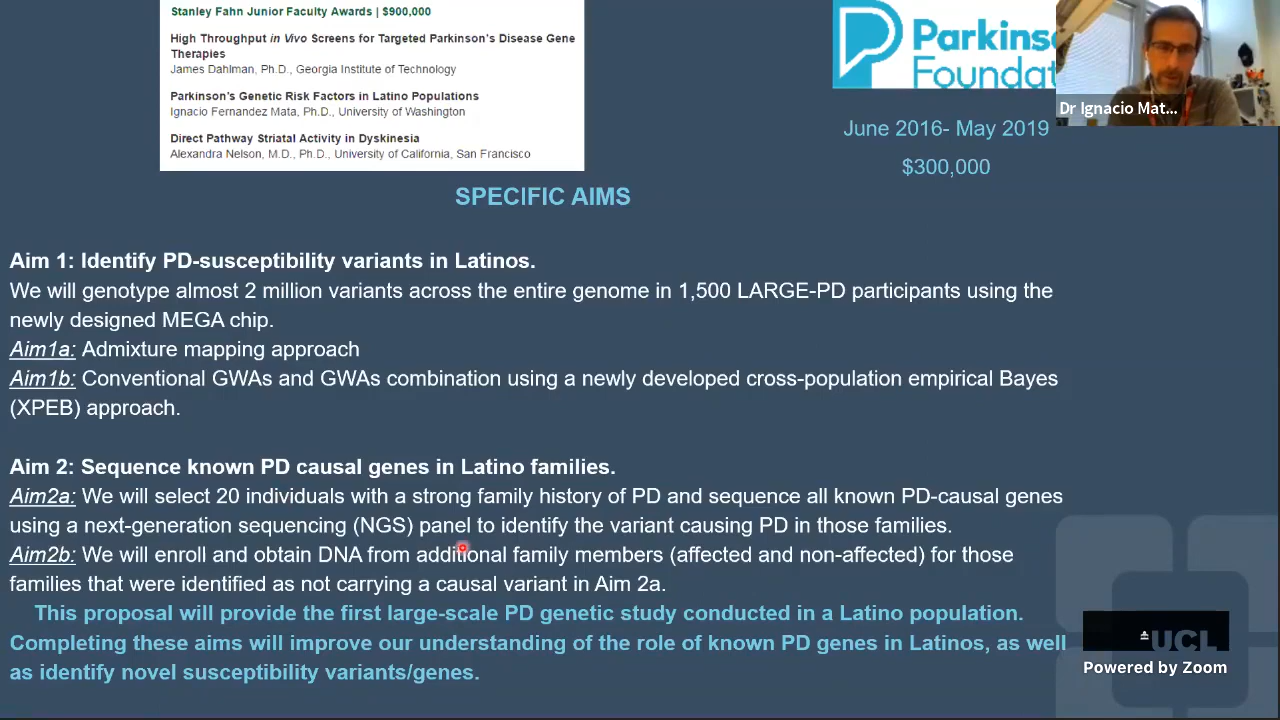 Stanley Fahn Junior Faculty Awards | $900,000
High Throughput in Vivo Screens for Targeted Parkinson's Disease Gene
Therapies
James Dahlman, Ph.D., Georgia Institute of Technology
Parkinson's Genetic Risk Factors in Latino Populations
Ignacio Fernandez Mata, Ph.D., University of Washington
Direct Pathway Striatal Activity in Dyskinesia
Alexandra Nelson, M.D., Ph.D., University of California, San Francisco
Parkins
Foundat
Dr Ignacio Mat...
June 2016- May 2019
$300,000
SPECIFIC AIMS
Aim 1: Identify PD-susceptibility variants in Latinos.
We will genotype almost 2 million variants across the entire genome in 1,500 LARGE-PD participants using the
newly designed MEGA chip.
Aim1a: Admixture mapping approach
Aim1b: Conventional GWAs and GWAs combination using a newly developed cross-population empirical Bayes
(XPEB) approach.
Aim 2: Sequence known PD causal genes in Latino families.
Aim2a: We will select 20 individuals with a strong family history of PD and sequence all known PD-causal genes
using a next-generation sequencing (NGS) panel to identify the variant causing PD in those families.
Aim2b: We will enroll and obtain DNA from additional family members (affected and non-affected) for those
families that were identified as not carrying a causal variant in Aim 2a.
This proposal will provide the first large-scale PD genetic study conducted in a Latino population.
Completing these aims will improve our understanding of the role of known PD genes in Latinos, as well
as identify novel susceptibility variants/genes.
UCL
Powered by Zoom